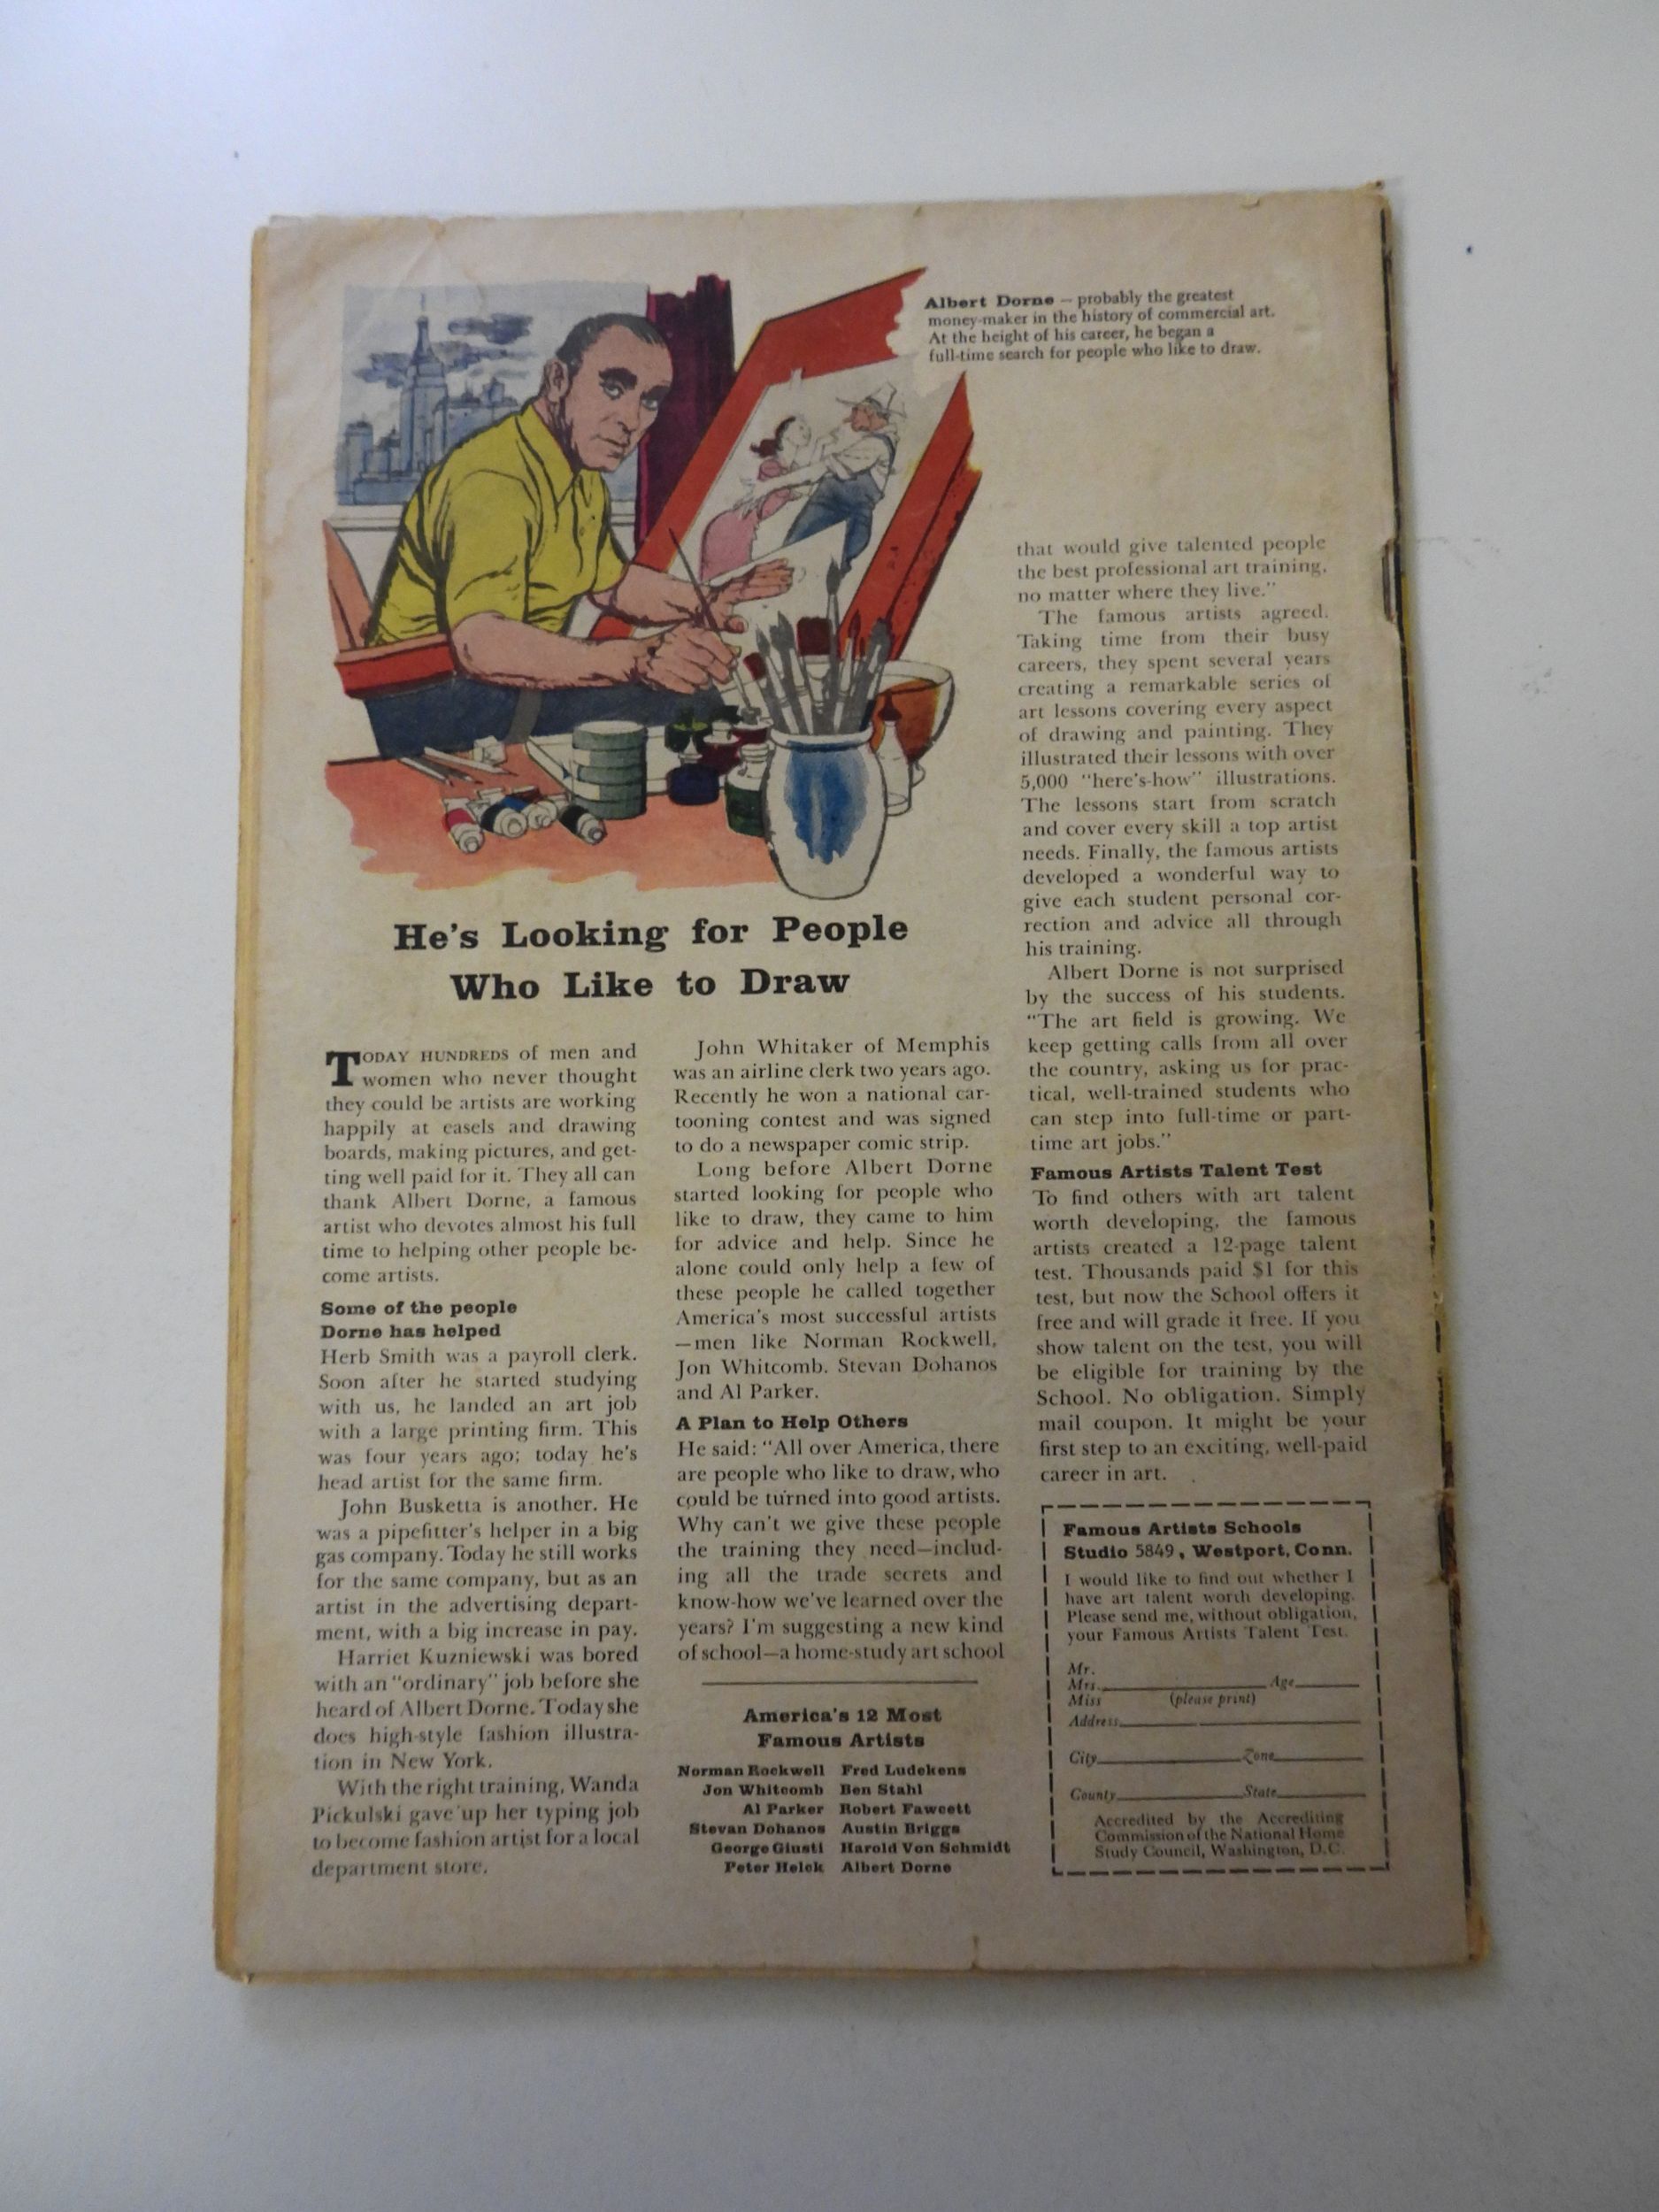 Albert Dorne — probably the greatest
money-maker in the history of commercial art.
At the height of his career, he began a
full-time search for people who like to draw.
He's Looking for People
Who Like to Draw
TODAY HUNDREDS of men and
women who never thought
they could be artists are working
happily at easels and drawing
boards, making pictures, and get-
ting well paid for it. They all can
thank Albert Dorne, a famous
artist who devotes almost his full
time to helping other people be-
come artists.
Some of the people
Dorne has helped
Herb Smith was a payroll clerk.
Soon after he started studying
with us, he landed an art job
with a large printing firm. This
was four years ago; today he's
head artist for the same firm.
John Busketta is another. He
was a pipefitter's helper in a big
gas company. Today he still works
for the same company, but as an
artist in the advertising depart-
ment, with a big increase in pay.
Harriet Kuzniewski was bored
with an "ordinary" job before she
heard of Albert Dorne. Today she
does high-style fashion illustra-
tion in New York.
With the right training, Wanda
Pickulski gave up her typing job
to become fashion artist for a local
department store.
John Whitaker of Memphis
was an airline clerk two years ago.
Recently he won a national car-
tooning contest and was signed
to do a newspaper comic strip.
Long before Albert Dorne
started looking for people who
like to draw, they came to him
for advice and help. Since he
alone could only help a few of
these people he called together
America's most successful artists
—men like Norman Rockwell,
Jon Whitcomb, Stevan Dohanos
and Al Parker.
A Plan to Help Others
He said: "All over America, there
are people who like to draw, who
could be turned into good artists.
Why can't we give these people
the training they need—includ-
ing all the trade secrets and
know-how we've learned over the
years? I'm suggesting a new kind
of school—a home-study art school
America's 12 Most
Famous Artists
Norman Rockwell Fred Ludekens
Jon Whitcomb Ben Stahl
Al Parker Robert Fawcett
Stevan Dohanos Austin Briggs
George Giusti Harold Von Schmidt
Peter Helck Albert Dorne
that would give talented people
the best professional art training,
no matter where they live."
The famous artists agreed.
Taking time from their busy
careers, they spent several years
creating a remarkable series of
art lessons covering every aspect
of drawing and painting. They
illustrated their lessons with over
5,000 "here's-how" illustrations.
The lessons start from scratch
and cover every skill a top artist
needs. Finally, the famous artists
developed a wonderful way to
give each student personal cor-
rection and advice all through
his training.
Albert Dorne is not surprised
by the success of his students.
"The art field is growing. We
keep getting calls from all over
the country, asking us for prac-
tical, well-trained students who
can step into full-time or part-
time art jobs."
Famous Artists Talent Test
To find others with art talent
worth developing, the famous
artists created a 12-page talent
test. Thousands paid $1 for this
test, but now the School offers it
free and will grade it free. If you
show talent on the test, you will
be eligible for training by the
School. No obligation. Simply
mail coupon. It might be your
first step to an exciting, well-paid
career in art.
Famous Artists Schools
Studio 5849, Westport, Conn.
I would like to find out whether I
have art talent worth developing.
Please send me, without obligation,
your Famous Artists Talent Test.
Mr.
Mrs. Age
Miss (please print)
Address
City Zone
County State
Accredited by the Accrediting
Commission of the National Home
Study Council, Washington, D.C.